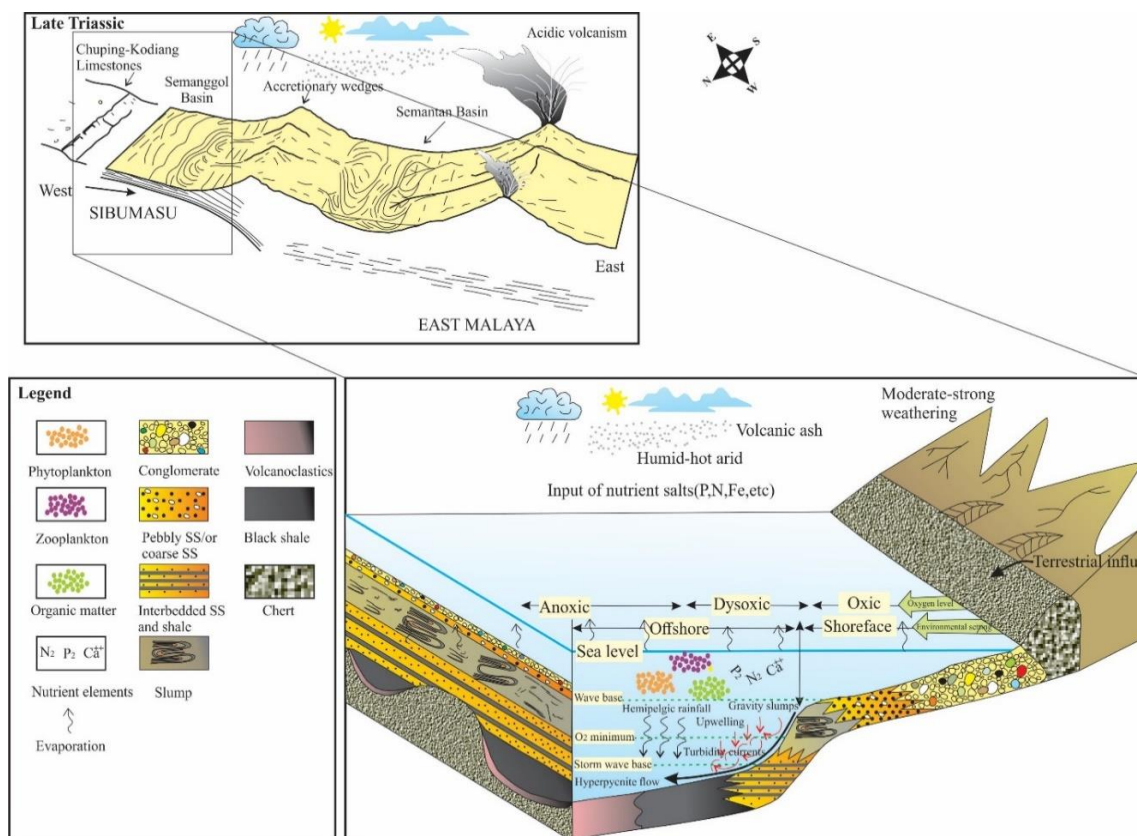 Late Triassic
Acidic volcanism
Chuping-Kodiang
Limestones
Semanggol
Basin
Accretionary wedges
Semantan Basin
West
SIBUMASU
East
EAST MALAYA
E
S
N
W
Legend
Phytoplankton
Conglomerate
Volcanoclastics
Zooplankton
Pebbly SS/or
coarse SS
Black shale
Organic matter
Interbedded SS
and shale
Chert
N₂ P₂ Ca⁺
Nutrient elements
Slump
Evaporation
Moderate-strong
weathering
Volcanic ash
Humid-hot arid
Input of nutrient salts(P,N,Fe,etc)
Terrestrial influ
Anoxic
Dysoxic
Oxic
Oxygen level
Offshore
Shoreface
Environmental
Sea level
P₂, N₂ Ca⁺
Wave base
Hemipelgic rainfall
Gravity slumps
Upwelling
O₂ minimum
Turbidity currents
Storm wave base
Hyperpycnite flow